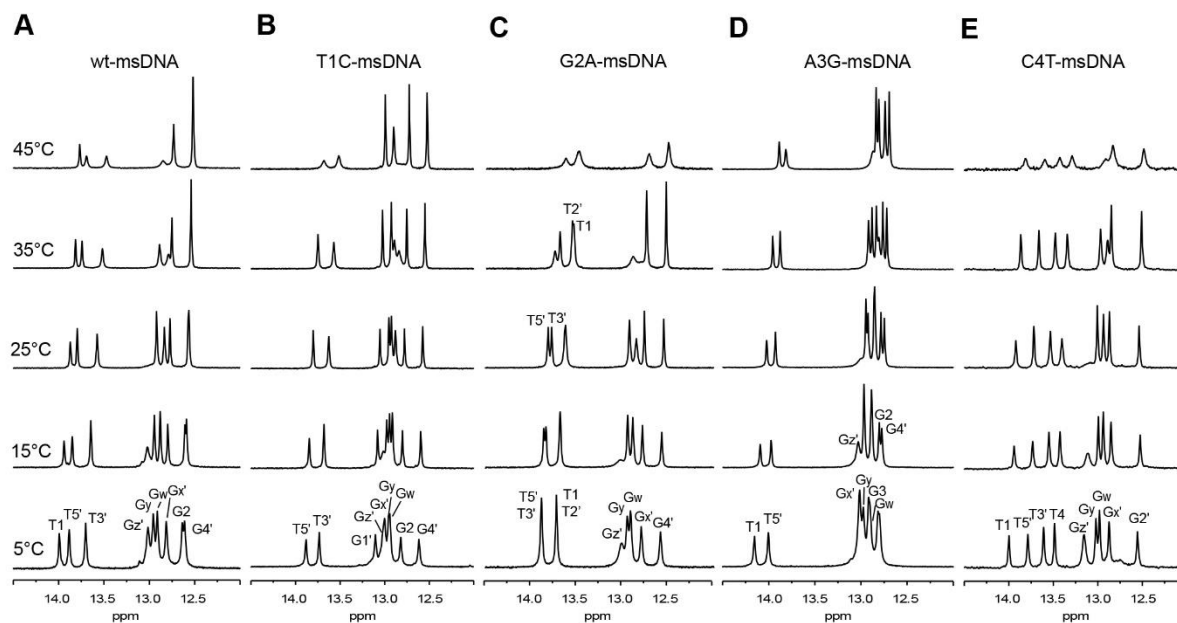 A B C D E
wt-msDNA T1C-msDNA G2A-msDNA A3G-msDNA C4T-msDNA
45°C
35°C
T2'
T1
25°C
T5' T3'
15°C
Gz' G2 G4'
5°C
T1 T5' T3' Gz' Gy Gw Gx' G2 G4'
T5' T3' G1' Gz' Gx' Gy Gw G2 G4'
T5' T3' T1 T2' Gz' Gy Gw Gx' G4'
T1 T5' Gx' Gy G3 Gw
T1 T5' T3' T4 Gz' Gy Gw Gx' G2'
14.0 13.5 13.0 12.5 14.0 13.5 13.0 12.5 14.0 13.5 13.0 12.5 14.0 13.5 13.0 12.5 14.0 13.5 13.0 12.5
ppm ppm ppm ppm ppm